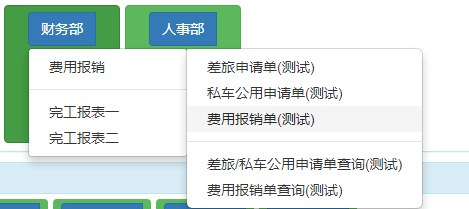 财务部
人事部
费用报销
完工报表一
完工报表二
差旅申请单(测试)
私车公用申请单(测试)
费用报销单(测试)
差旅/私车公用申请单查询(测试)
费用报销单查询(测试)